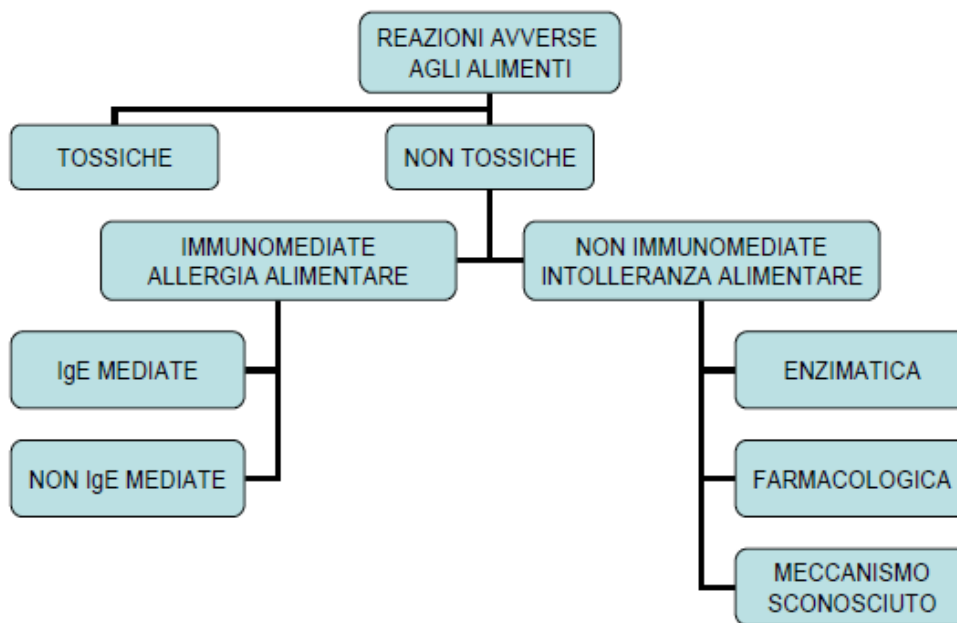 REAZIONI AVVERSE
AGLI ALIMENTI
TOSSICHE
NON TOSSICHE
IMMUNOMEDIATE
ALLERGIA ALIMENTARE
NON IMMUNOMEDIATE
INTOLLERANZA ALIMENTARE
IgE MEDIATE
ENZIMATICA
NON IgE MEDIATE
FARMACOLOGICA
MECCANISMO
SCONOSCIUTO